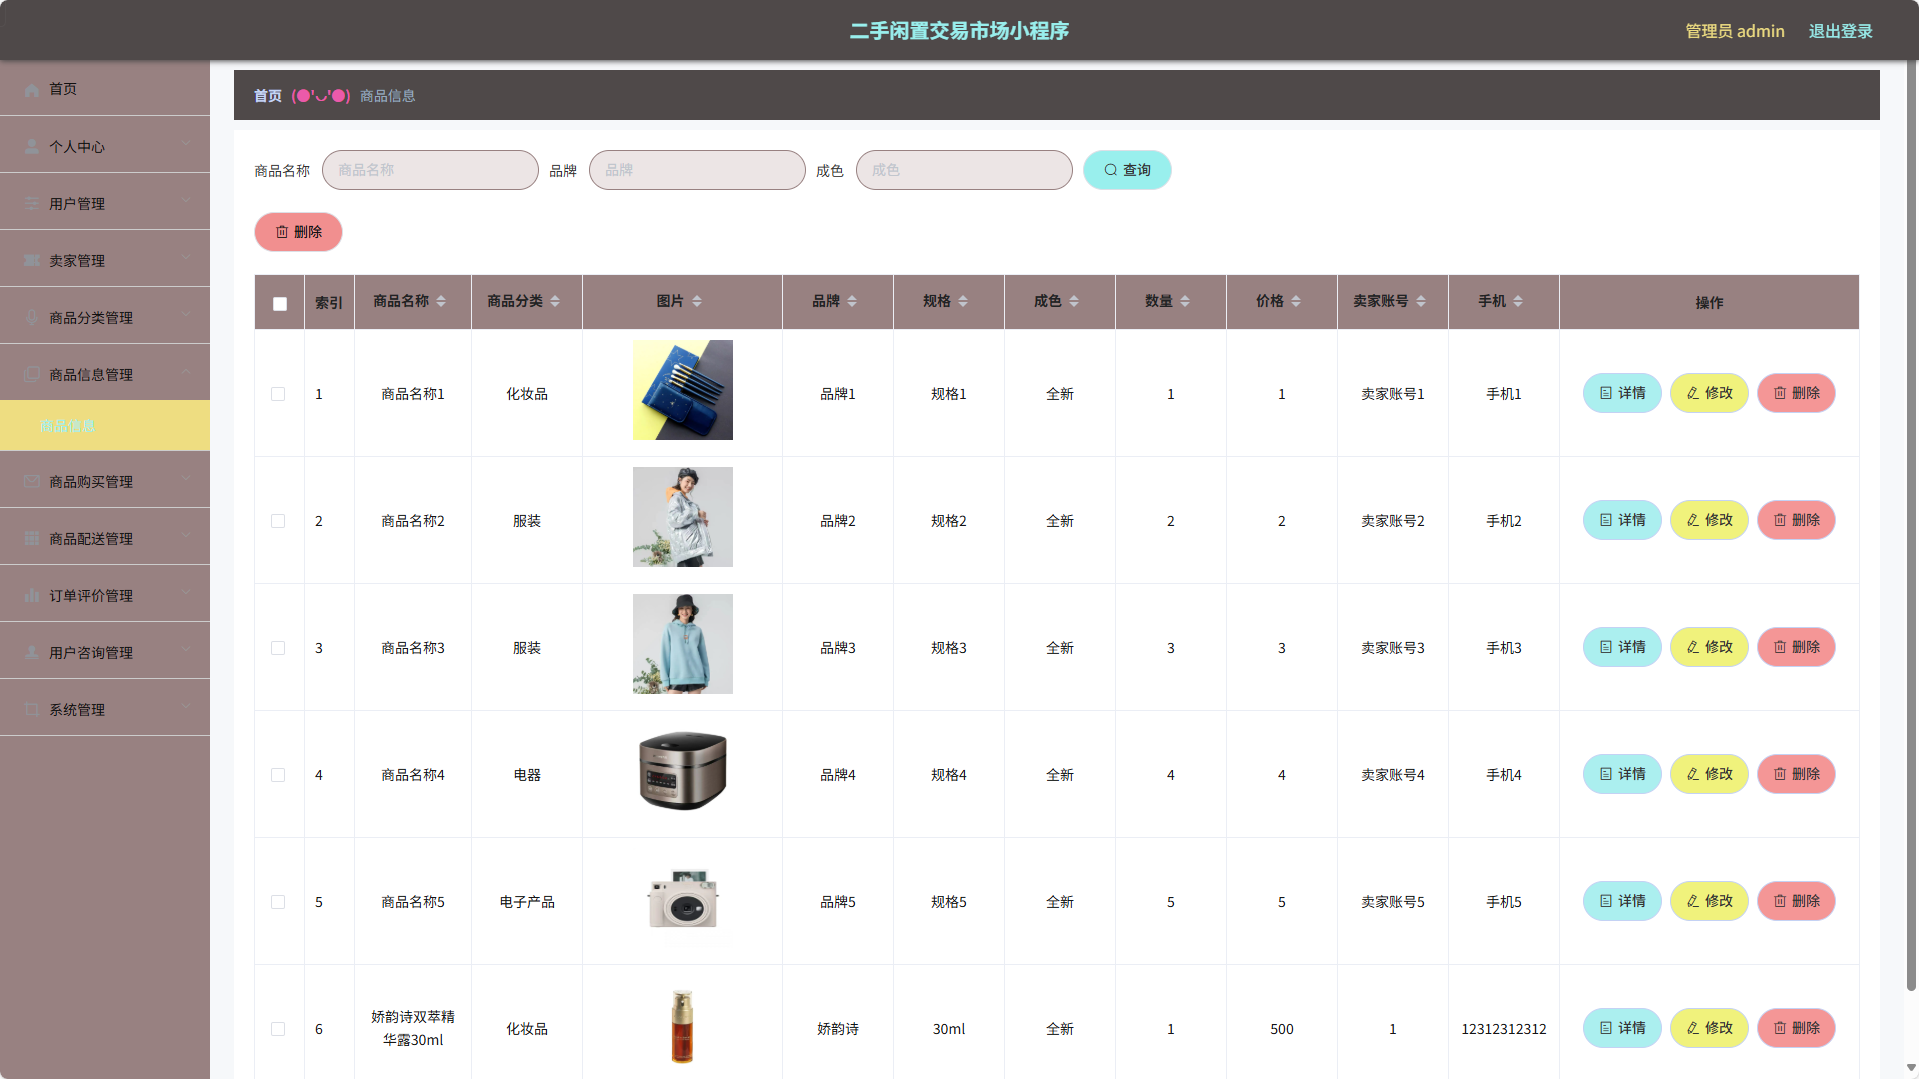 二手闲置交易市场小程序
管理员 admin
退出登录
首页
个人中心
用户管理
卖家管理
商品分类管理
商品信息管理
商品信息
商品购买管理
商品配送管理
订单评价管理
用户咨询管理
系统管理
首页 (●'◡'●) 商品信息
商品名称 商品名称 品牌 品牌 成色 成色 查询
删除
索引 商品名称 商品分类 图片 品牌 规格 成色 数量 价格 卖家账号 手机 操作
1 商品名称1 化妆品 品牌1 规格1 全新 1 1 卖家账号1 手机1 详情 修改 删除
2 商品名称2 服装 品牌2 规格2 全新 2 2 卖家账号2 手机2 详情 修改 删除
3 商品名称3 服装 品牌3 规格3 全新 3 3 卖家账号3 手机3 详情 修改 删除
4 商品名称4 电器 品牌4 规格4 全新 4 4 卖家账号4 手机4 详情 修改 删除
5 商品名称5 电子产品 品牌5 规格5 全新 5 5 卖家账号5 手机5 详情 修改 删除
6 娇韵诗双萃精
华露30ml 化妆品 娇韵诗 30ml 全新 1 500 1 12312312312 详情 修改 删除